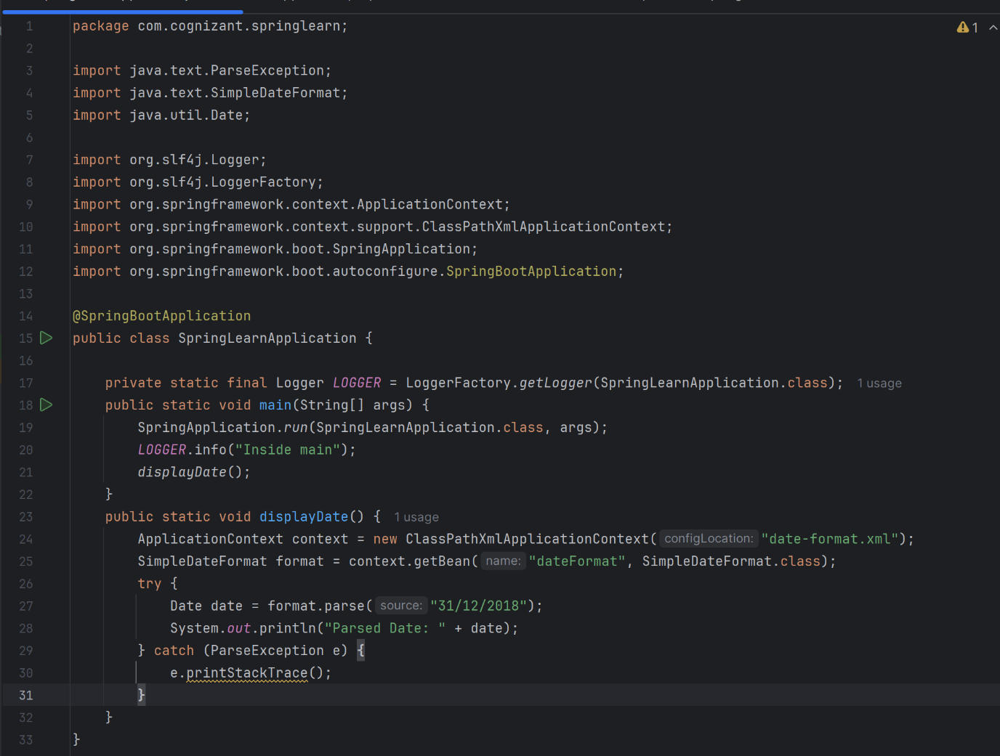 1 package com.cognizant.springlearn;
⚠ 1 ^
2
3 import java.text.ParseException;
4 import java.text.SimpleDateFormat;
5 import java.util.Date;
6
7 import org.slf4j.Logger;
8 import org.slf4j.LoggerFactory;
9 import org.springframework.context.ApplicationContext;
10 import org.springframework.context.support.ClassPathXmlApplicationContext;
11 import org.springframework.boot.SpringApplication;
12 import org.springframework.boot.autoconfigure.SpringBootApplication;
13
14 @SpringBootApplication
15 public class SpringLearnApplication {
16
17     private static final Logger LOGGER = LoggerFactory.getLogger(SpringLearnApplication.class); 1 usage
18     public static void main(String[] args) {
19         SpringApplication.run(SpringLearnApplication.class, args);
20         LOGGER.info("Inside main");
21         displayDate();
22     }
23     public static void displayDate() { 1 usage
24         ApplicationContext context = new ClassPathXmlApplicationContext( configLocation: "date-format.xml");
25         SimpleDateFormat format = context.getBean( name: "dateFormat", SimpleDateFormat.class);
26         try {
27             Date date = format.parse( source: "31/12/2018");
28             System.out.println("Parsed Date: " + date);
29         } catch (ParseException e) {
30             e.printStackTrace();
31         }
32     }
33 }